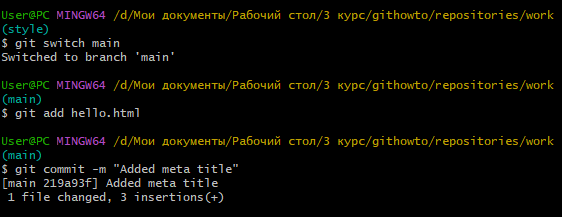 User@PC MINGW64 /d/Мои документы/Рабочий стол/3 курс/githowto/repositories/work
(style)
$ git switch main
Switched to branch 'main'
User@PC MINGW64 /d/Мои документы/Рабочий стол/3 курс/githowto/repositories/work
(main)
$ git add hello.html
User@PC MINGW64 /d/Мои документы/Рабочий стол/3 курс/githowto/repositories/work
(main)
$ git commit -m "Added meta title"
[main 219a93f] Added meta title
 1 file changed, 3 insertions(+)